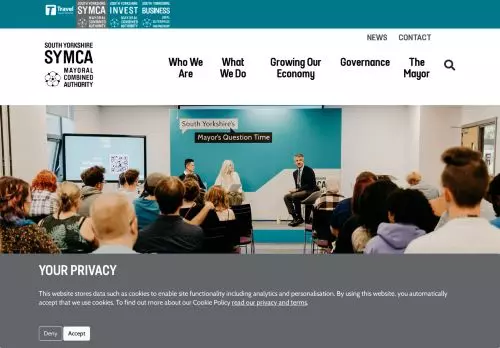 Travel
SOUTH YORKSHIRE
SYMCA
MAYORAL
COMBINED
AUTHORITY
SOUTH YORKSHIRE
INVEST
SOUTH YORKSHIRE
BUSINESS
SOUTH YORKSHIRE
SYMCA
MAYORAL
COMBINED
AUTHORITY
NEWS CONTACT
Who We Are
What We Do
Growing Our Economy
Governance
The Mayor
South Yorkshire's
Mayor's Question Time
YOUR PRIVACY
This website stores data such as cookies to enable site functionality including analytics and personalisation. By using this website, you automatically
accept that we use cookies. To find out more about our Cookie Policy read our privacy and terms.
Deny Accept